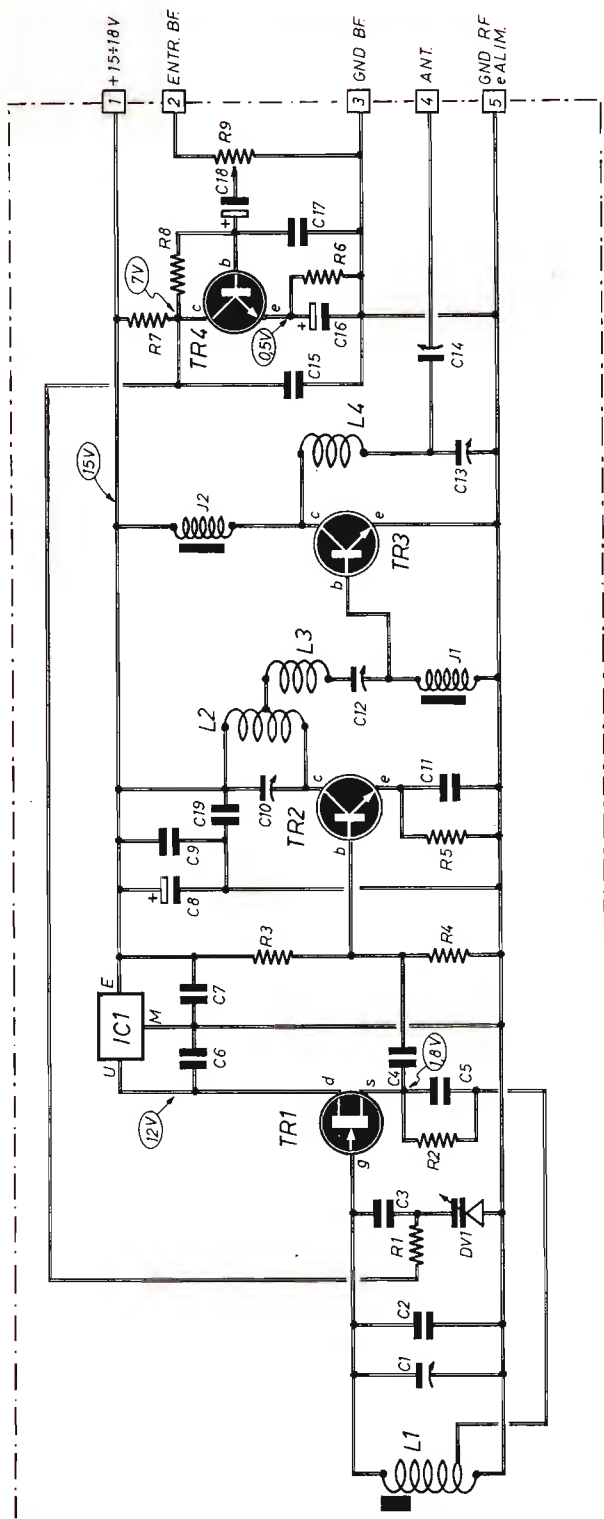 1 +15÷18V
2 ENTR. BF.
3 GND BF.
4 ANT.
5 GND RF
e ALIM.
R9
C18
+
R8
C17
7V
b
c
e
TR4
R7
R6
0,5V
+
C16
C15
C14
15V
L4
J2
C13
c
e
b
TR3
L3
L2
C12
J1
C19
C10
c
e
b
TR2
C11
R5
C9
+
C8
R3
R4
E
IC1
M
U
C7
C6
C4
1,8V
12V
d
s
g
TR1
C5
R2
C3
R1
DV1
C2
C1
L1